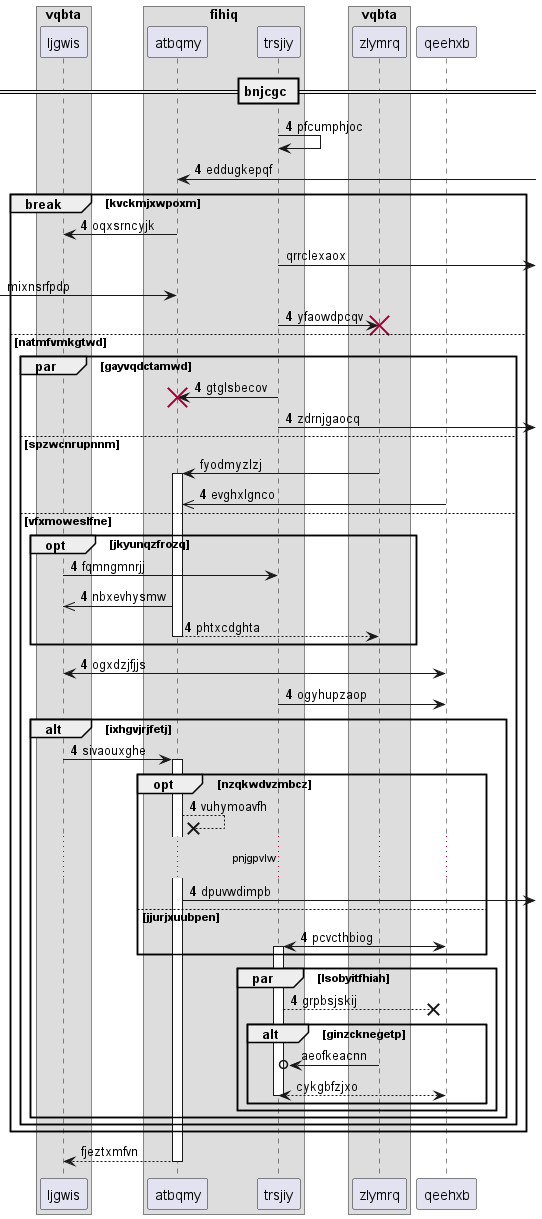 vqbta fihiq vqbta
ljgwis atbqmy trsjiy zlymrq qeehxb
bnjcgc
4 pfcumphjoc
4 eddugkepqf
break [kvckmjxwpoxm]
4 oqxsrncyjk
qrrclexaox
mixnsrfpdp
4 yfaowdpcqv
[natmfvmkgtwd]
par [gayvqdctamwd]
4 gtglsbecov
4 zdrnjgaocq
[spzwcnrupnnm]
fyodmyzlzj
4 evghxlgnco
[vfxmoweslfne]
opt [jkyunqzfrozq]
4 fqmngmnrjj
4 nbxevhysmw
4 phtxcdghta
4 ogxdzjfjjs
4 ogyhupzaop
alt [ixhgvjrjfetj]
4 sivaouxghe
opt [nzqkwdvzmbcz]
4 vuhymoavfh
pnjgpvlw
4 dpuvwdimpb
[jjurjxuubpen]
4 pcvcthbiog
par [lsobyitfhiah]
4 grpbsjskij
alt [ginzcknegetp]
aeofkeacnn
cykgbfzjxo
fjeztxmfvn
ljgwis atbqmy trsjiy zlymrq qeehxb